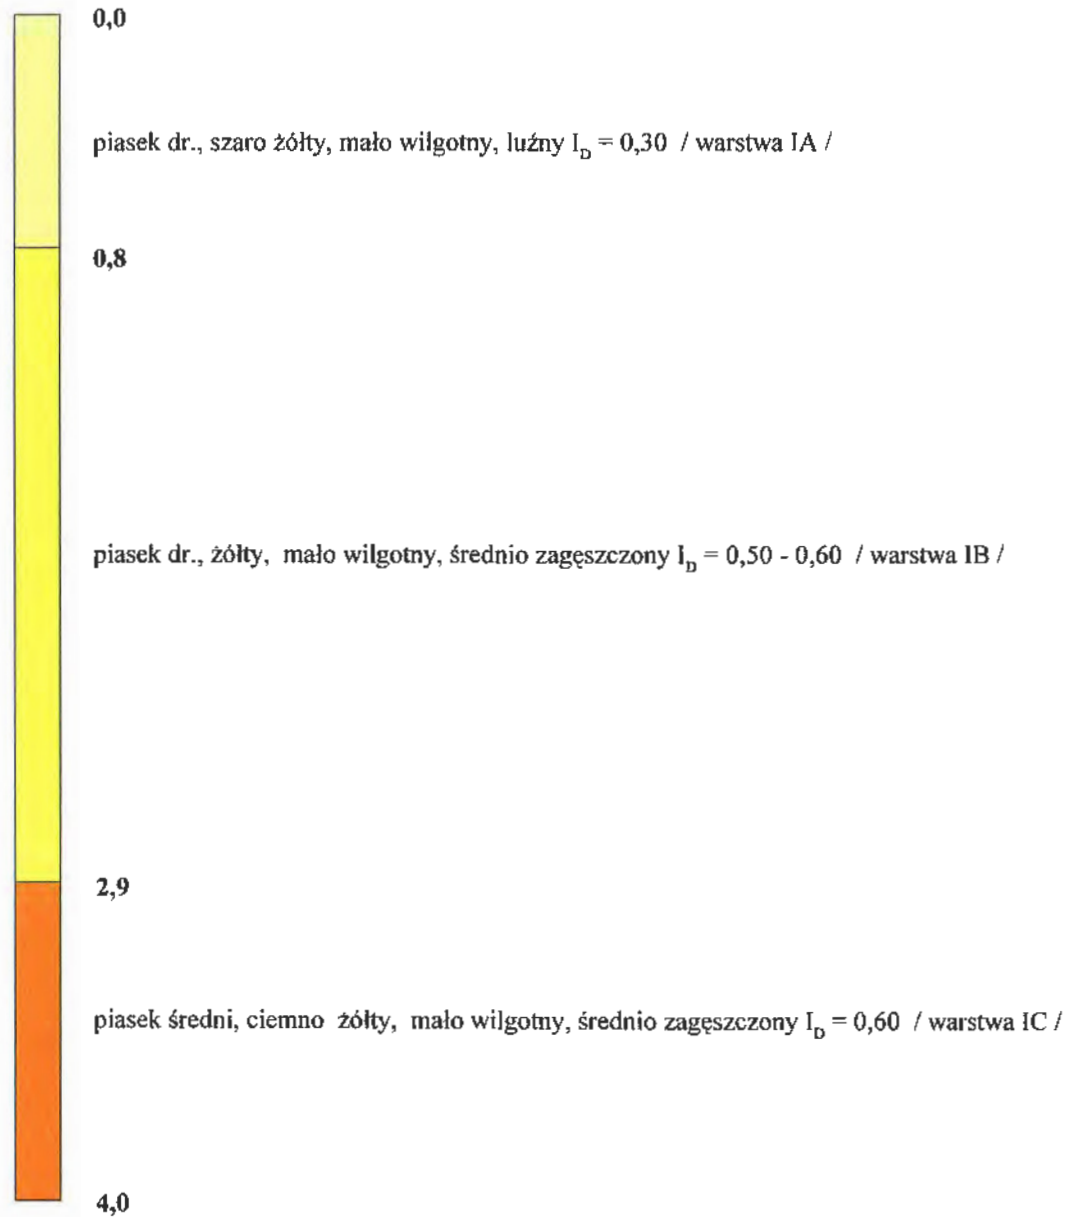 0,0
piasek dr., szaro żółty, mało wilgotny, luźny I_D = 0,30 / warstwa IA /
0,8
piasek dr., żółty, mało wilgotny, średnio zagęszczony I_D = 0,50 - 0,60 / warstwa IB /
2,9
piasek średni, ciemno żółty, mało wilgotny, średnio zagęszczony I_D = 0,60 / warstwa IC /
4,0